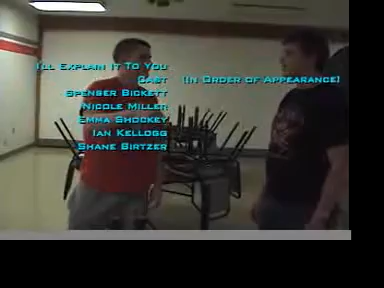 I'll Explain It To You
Cast (In Order of Appearance)
Spenser Bickett
Nicole Miller
Emma Shockey
Ian Kellogg
Shane Birtzer